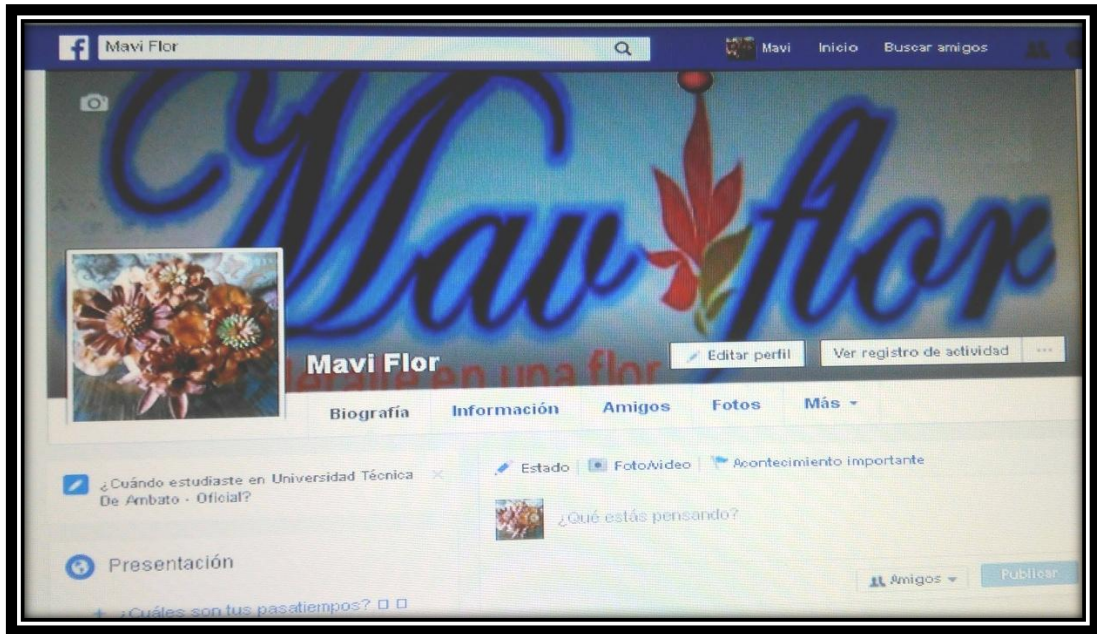 f Mavi Flor
Mavi Inicio Buscar amigos
Mavi flor
detalle en una flor
Mavi Flor
Editar perfil Ver registro de actividad ...
Biografía Información Amigos Fotos Más
¿Cuándo estudiaste en Universidad Técnica
De Ambato - Oficial?
Estado Foto/video Acontecimiento importante
¿Qué estás pensando?
Presentación
Amigos Publicar
+ ¿Cuáles son tus pasatiempos?